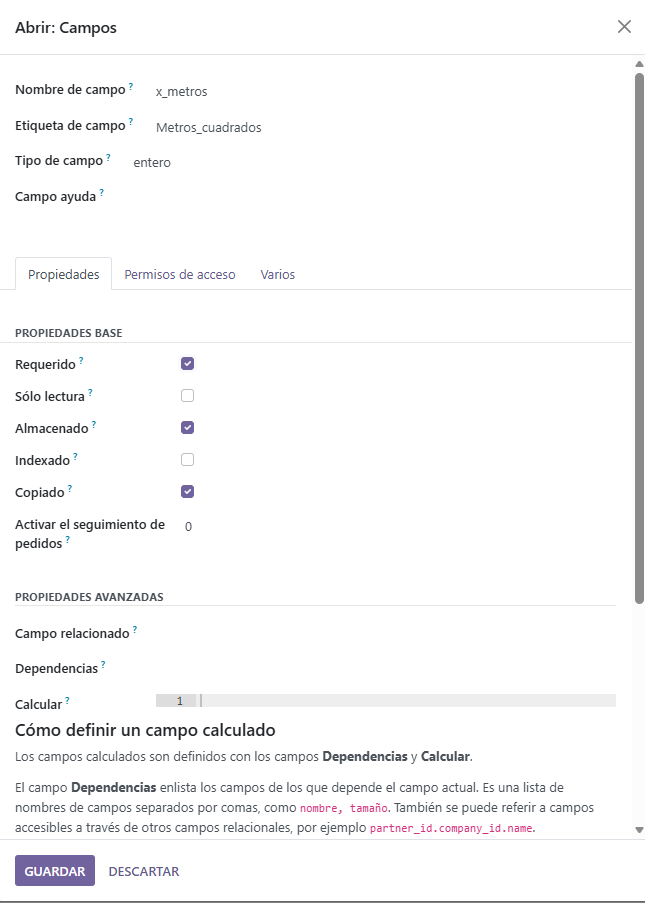 Abrir: Campos
Nombre de campo ? x_metros
Etiqueta de campo ? Metros_cuadrados
Tipo de campo ? entero
Campo ayuda ?
Propiedades Permisos de acceso Varios
PROPIEDADES BASE
Requerido ?
Sólo lectura ?
Almacenado ?
Indexado ?
Copiado ?
Activar el seguimiento de 0
pedidos ?
PROPIEDADES AVANZADAS
Campo relacionado ?
Dependencias ?
Calcular ? 1
Cómo definir un campo calculado
Los campos calculados son definidos con los campos Dependencias y Calcular.
El campo Dependencias enlista los campos de los que depende el campo actual. Es una lista de
nombres de campos separados por comas, como nombre, tamaño. También se puede referir a campos
accesibles a través de otros campos relacionales, por ejemplo partner_id.company_id.name.
GUARDAR DESCARTAR